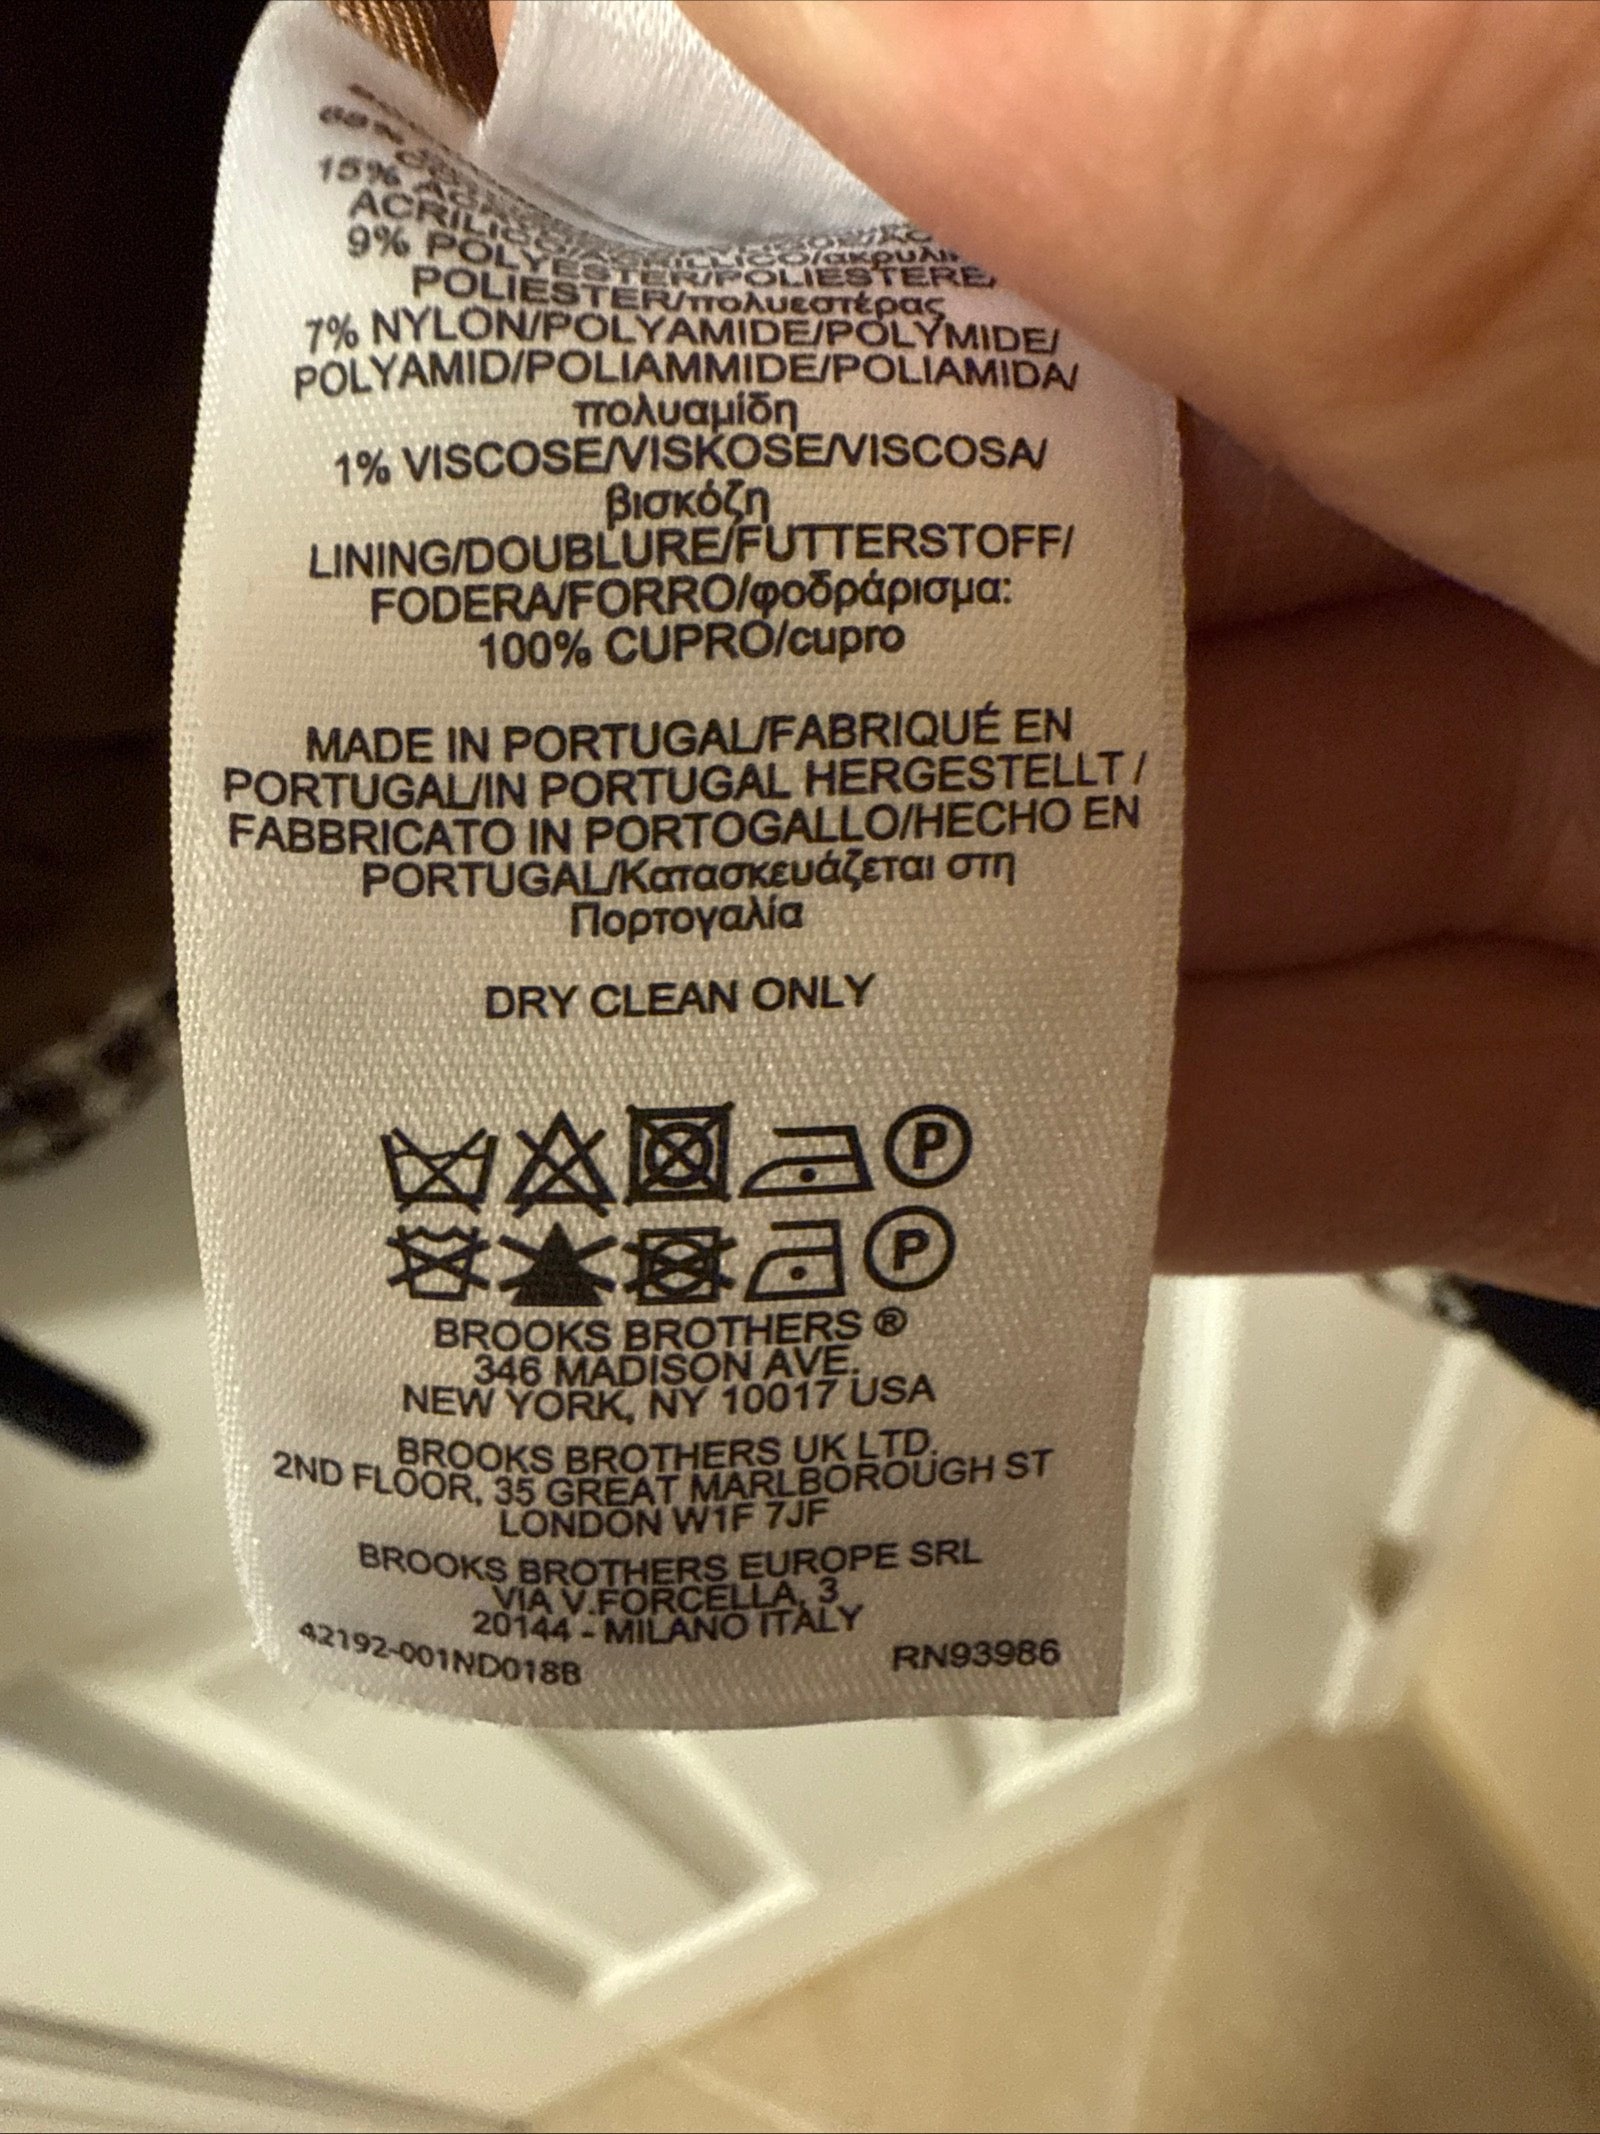 15%
ACRILICO/ACRILLICO/ακρυλι
9% POLYESTER/POLIESTERE/
POLIESTER/πολυεστέρας
7% NYLON/POLYAMIDE/POLYMIDE/
POLYAMID/POLIAMMIDE/POLIAMIDA/
πολυαμίδη
1% VISCOSE/VISKOSE/VISCOSA/
βισκόζη
LINING/DOUBLURE/FUTTERSTOFF/
FODERA/FORRO/φοδράρισμα:
100% CUPRO/cupro
MADE IN PORTUGAL/FABRIQUÉ EN
PORTUGAL/IN PORTUGAL HERGESTELLT /
FABBRICATO IN PORTOGALLO/HECHO EN
PORTUGAL/Κατασκευάζεται στη
Πορτογαλία
DRY CLEAN ONLY
P
P
BROOKS BROTHERS ®
346 MADISON AVE.
NEW YORK, NY 10017 USA
BROOKS BROTHERS UK LTD.
2ND FLOOR, 35 GREAT MARLBOROUGH ST
LONDON W1F 7JF
BROOKS BROTHERS EUROPE SRL
VIA V.FORCELLA, 3
20144 - MILANO ITALY
42192-001ND018B RN93986